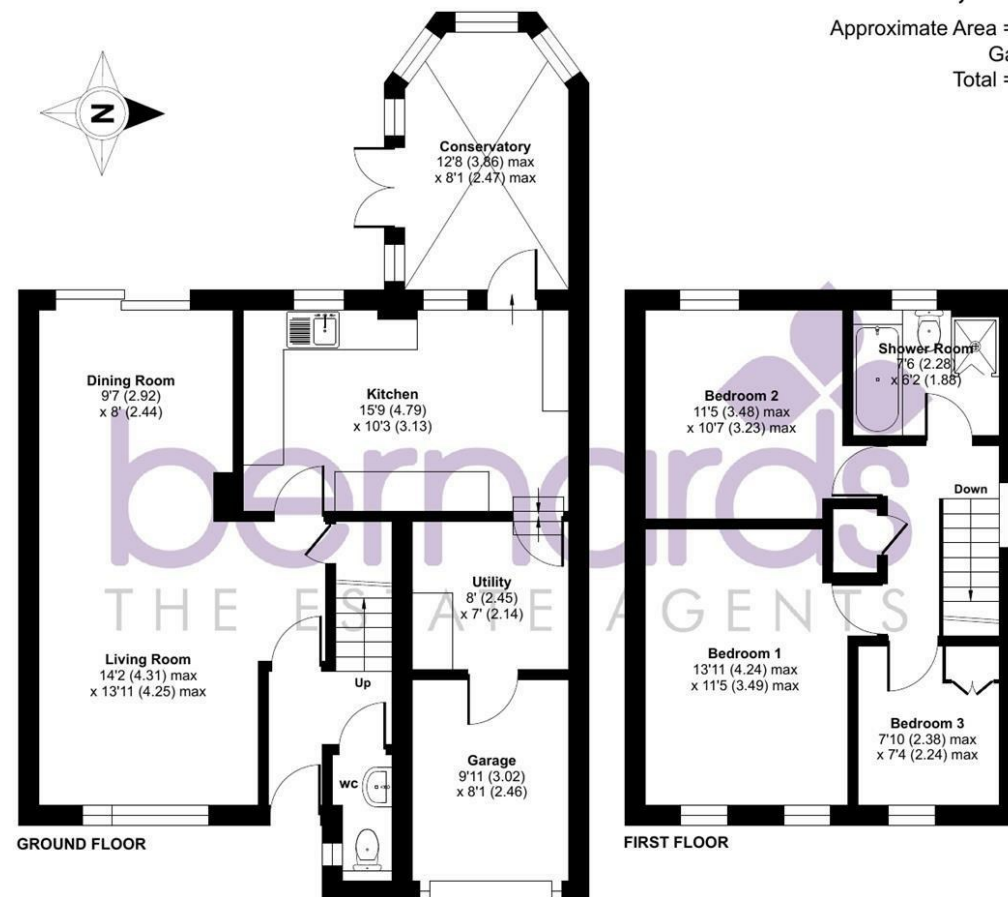 Approximate Area =
Ga
Total =
N
Conservatory
12'8 (3.86) max
x 8'1 (2.47) max
Dining Room
9'7 (2.92)
x 8' (2.44)
Kitchen
15'9 (4.79)
x 10'3 (3.13)
Utility
8' (2.45)
x 7' (2.14)
Living Room
14'2 (4.31) max
x 13'11 (4.25) max
Up
wc
Garage
9'11 (3.02)
x 8'1 (2.46)
GROUND FLOOR
Shower Room
7'6 (2.28)
x 6'2 (1.88)
Bedroom 2
11'5 (3.48) max
x 10'7 (3.23) max
Down
Bedroom 1
13'11 (4.24) max
x 11'5 (3.49) max
Bedroom 3
7'10 (2.38) max
x 7'4 (2.24) max
FIRST FLOOR
bernards
THE ESTATE AGENTS